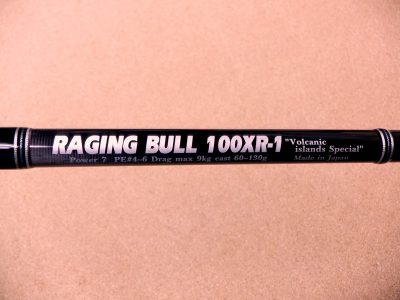 RAGING BULL 100XR-1 "Volcanic
islands Special"
Power 7 PE#4-6 Drag max 9kg cast 60-130g Made in Japan